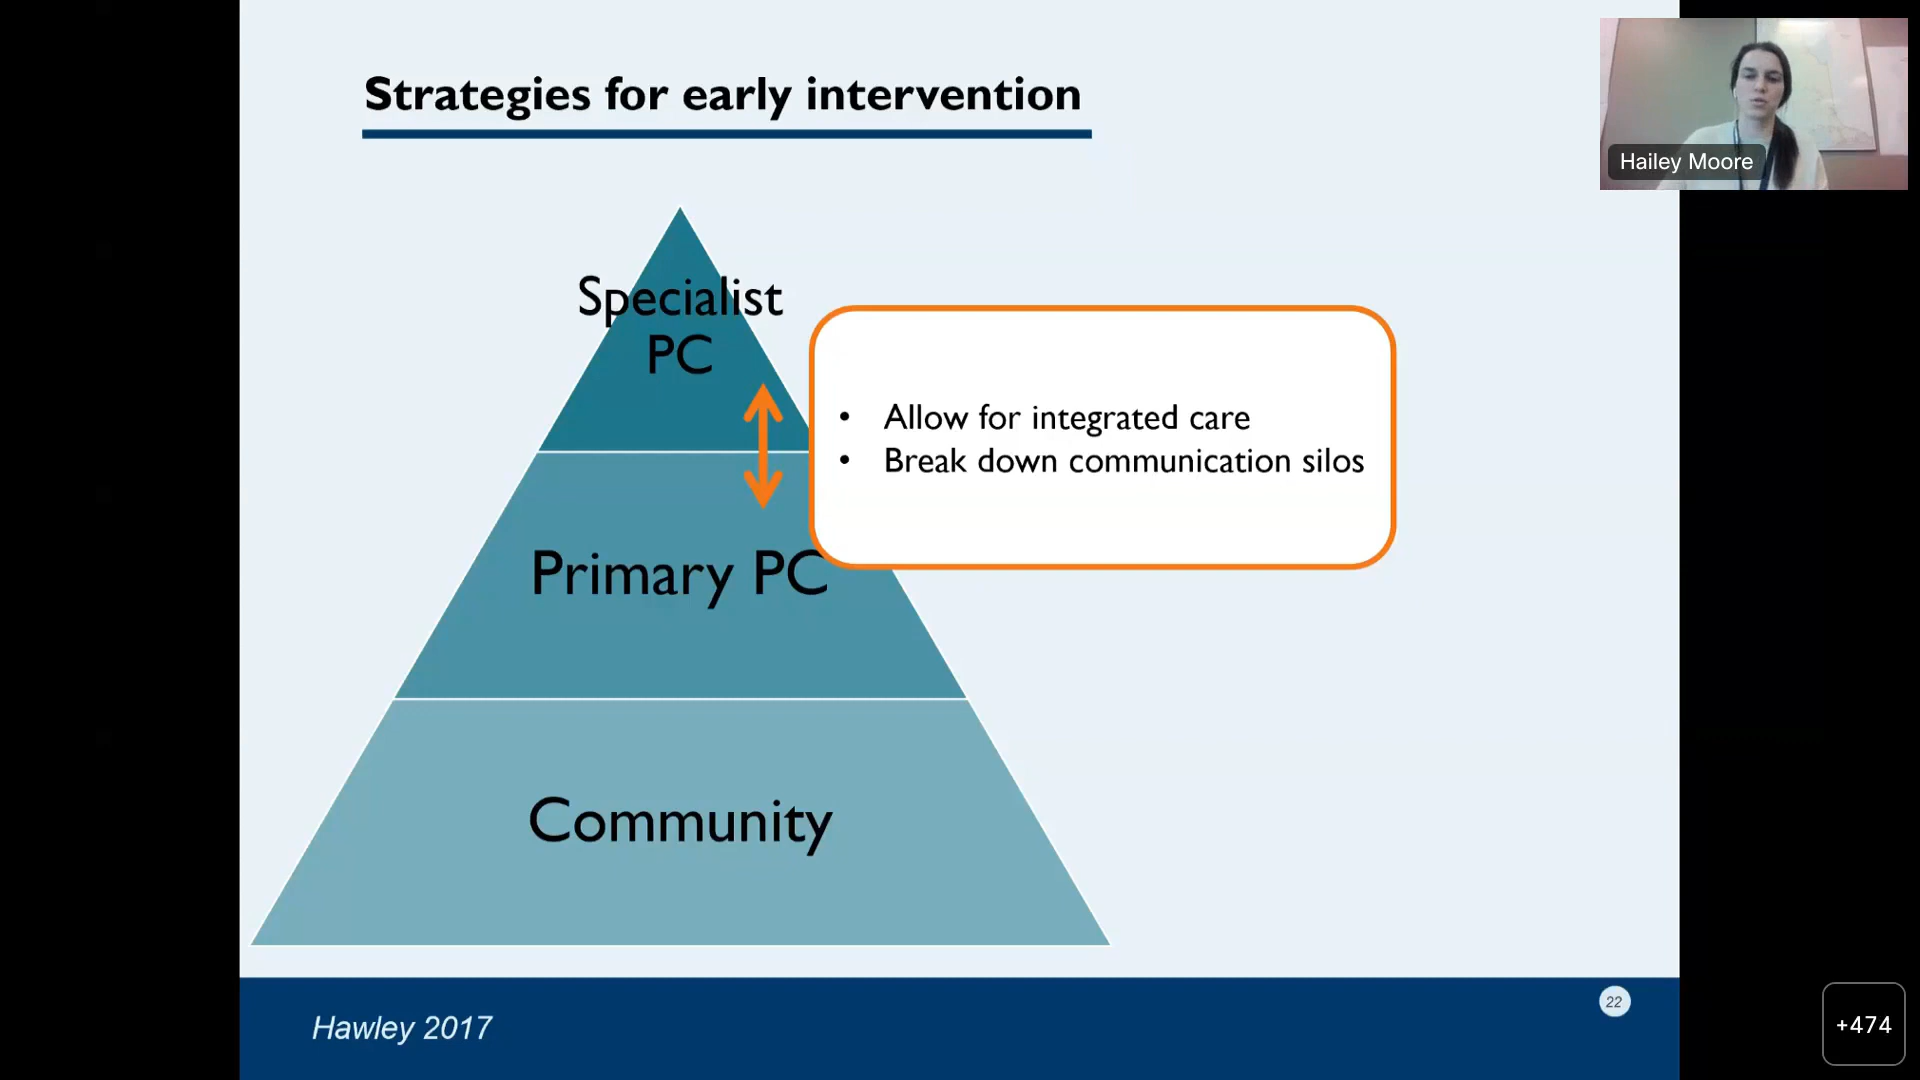 Strategies for early intervention
Hailey Moore
Specialist
PC
• Allow for integrated care
• Break down communication silos
Primary PC
Community
Hawley 2017
22
+474